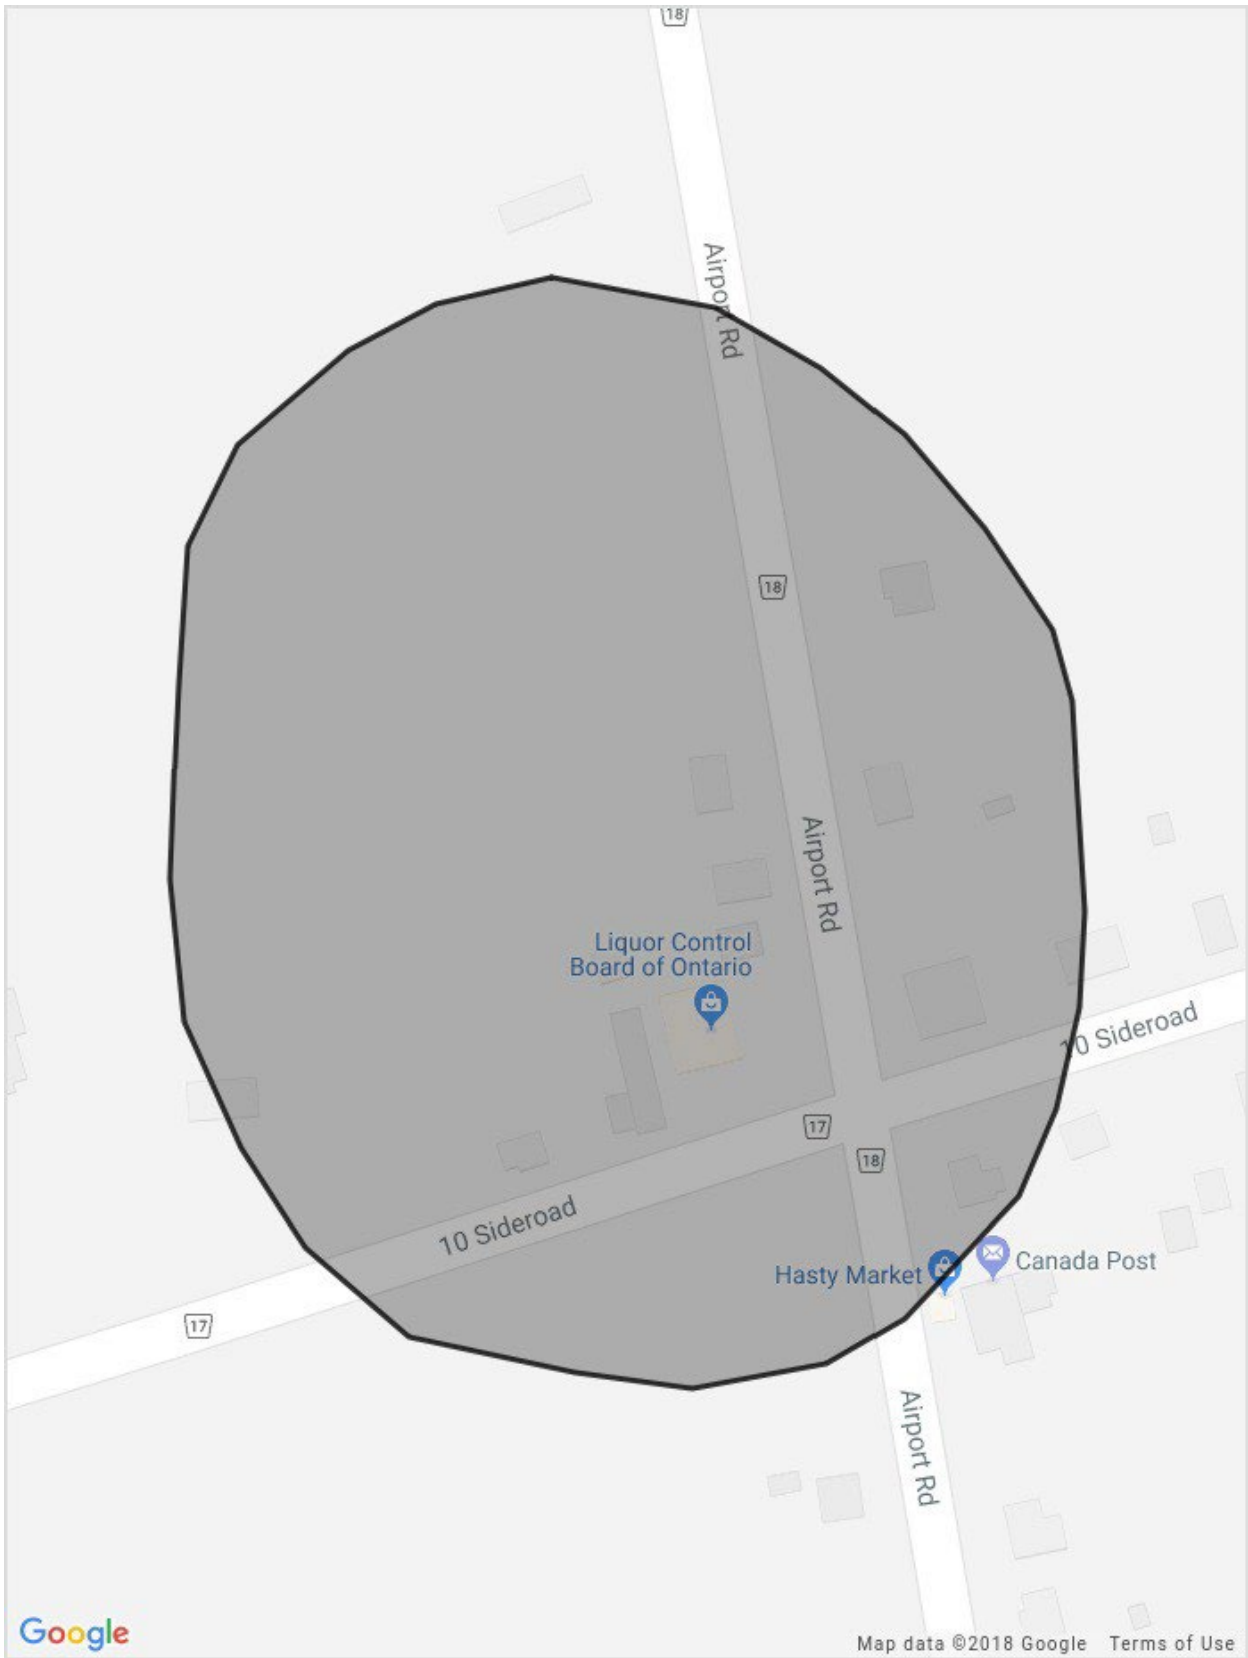 18
Airport Rd
18
Airport Rd
Liquor Control
Board of Ontario
10 Sideroad
17
18
10 Sideroad
Hasty Market
Canada Post
17
Airport Rd
Google
Map data ©2018 Google Terms of Use